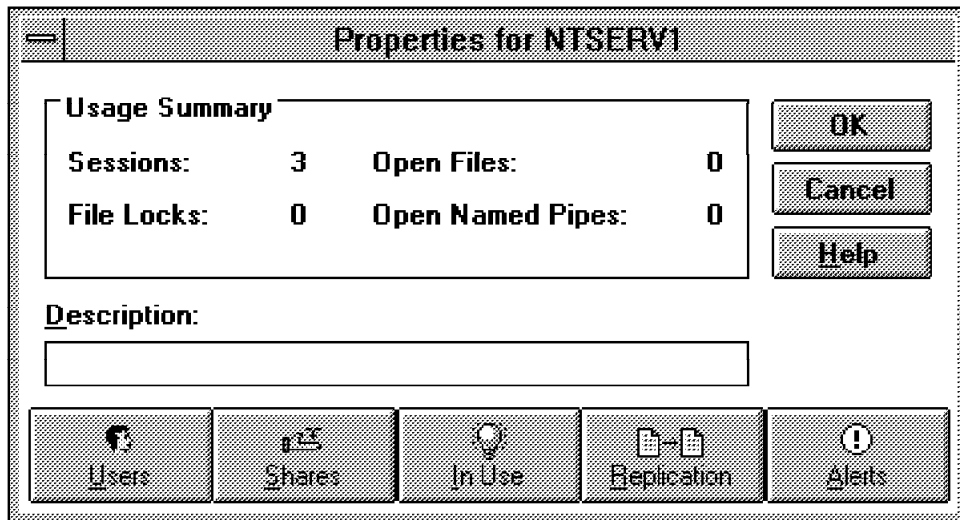 Properties for NTSERV1
Usage Summary
Sessions: 3 Open Files: 0
File Locks: 0 Open Named Pipes: 0
OK
Cancel
Help
Description:
Users Shares In Use Replication Alerts